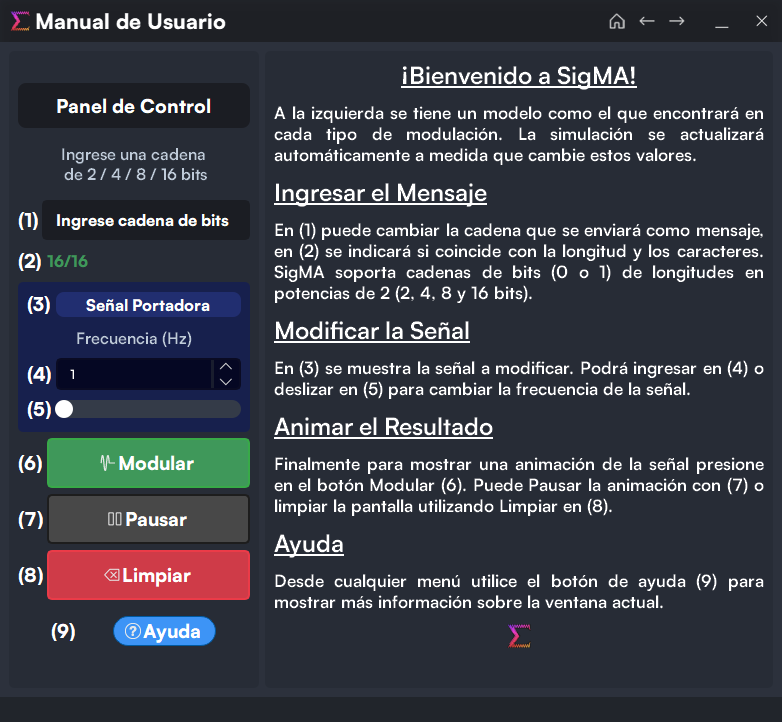 Manual de Usuario
Panel de Control
Ingrese una cadena
de 2 / 4 / 8 / 16 bits
(1) Ingrese cadena de bits
(2) 16/16
(3) Señal Portadora
Frecuencia (Hz)
(4) 1
(5)
(6) Modular
(7) Pausar
(8) Limpiar
(9) Ayuda
¡Bienvenido a SigMA!
A la izquierda se tiene un modelo como el que encontrará en
cada tipo de modulación. La simulación se actualizará
automáticamente a medida que cambie estos valores.
Ingresar el Mensaje
En (1) puede cambiar la cadena que se enviará como mensaje,
en (2) se indicará si coincide con la longitud y los caracteres.
SigMA soporta cadenas de bits (0 o 1) de longitudes en
potencias de 2 (2, 4, 8 y 16 bits).
Modificar la Señal
En (3) se muestra la señal a modificar. Podrá ingresar en (4) o
deslizar en (5) para cambiar la frecuencia de la señal.
Animar el Resultado
Finalmente para mostrar una animación de la señal presione
en el botón Modular (6). Puede Pausar la animación con (7) o
limpiar la pantalla utilizando Limpiar en (8).
Ayuda
Desde cualquier menú utilice el botón de ayuda (9) para
mostrar más información sobre la ventana actual.